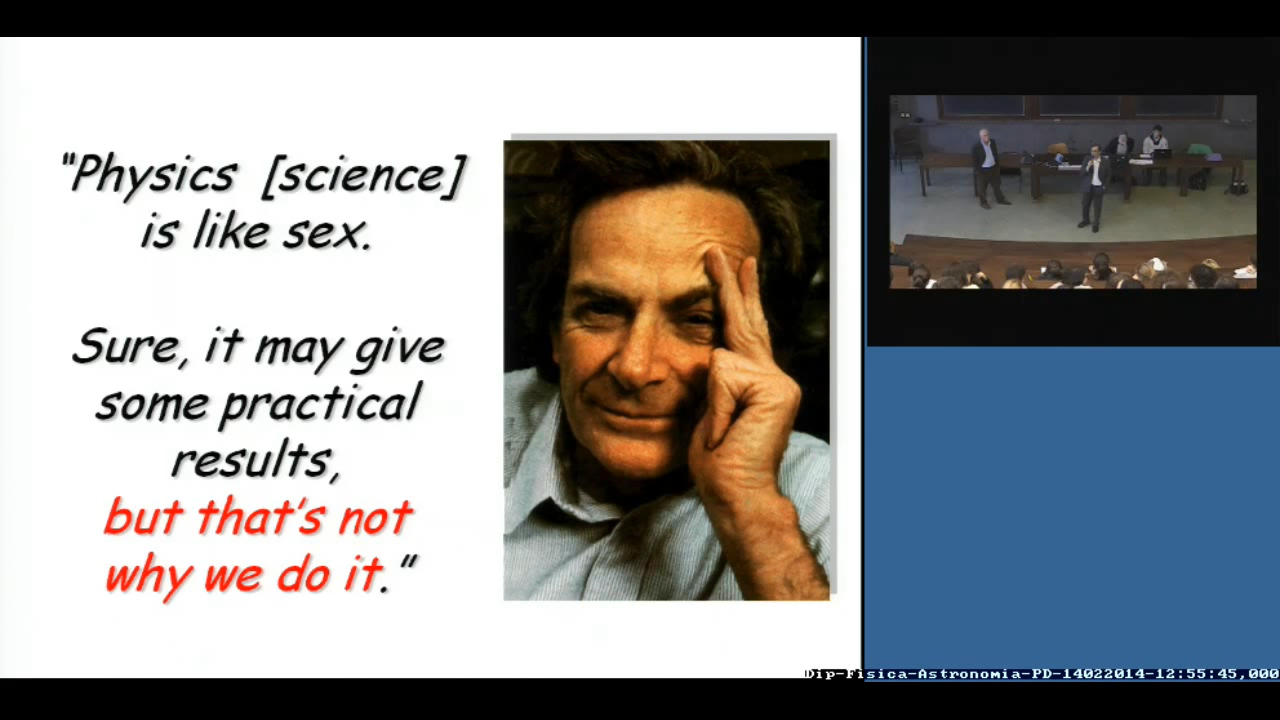 “Physics [science]
is like sex.
Sure, it may give
some practical
results,
but that’s not
why we do it.”
Dip-Fisica-Astronomia-PD-14022014-12:55:45,000